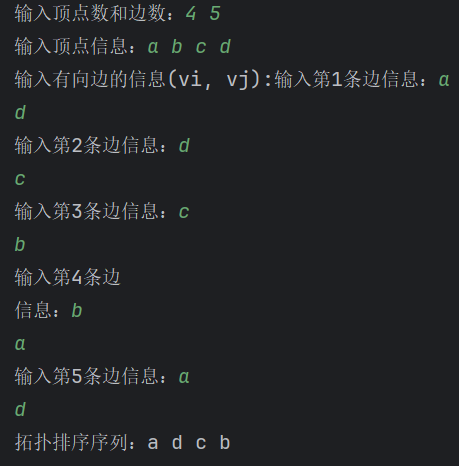 输入顶点数和边数：4 5
输入顶点信息：a b c d
输入有向边的信息(vi, vj):输入第1条边信息：a
d
输入第2条边信息：d
c
输入第3条边信息：c
b
输入第4条边
信息：b
a
输入第5条边信息：a
d
拓扑排序序列：a d c b